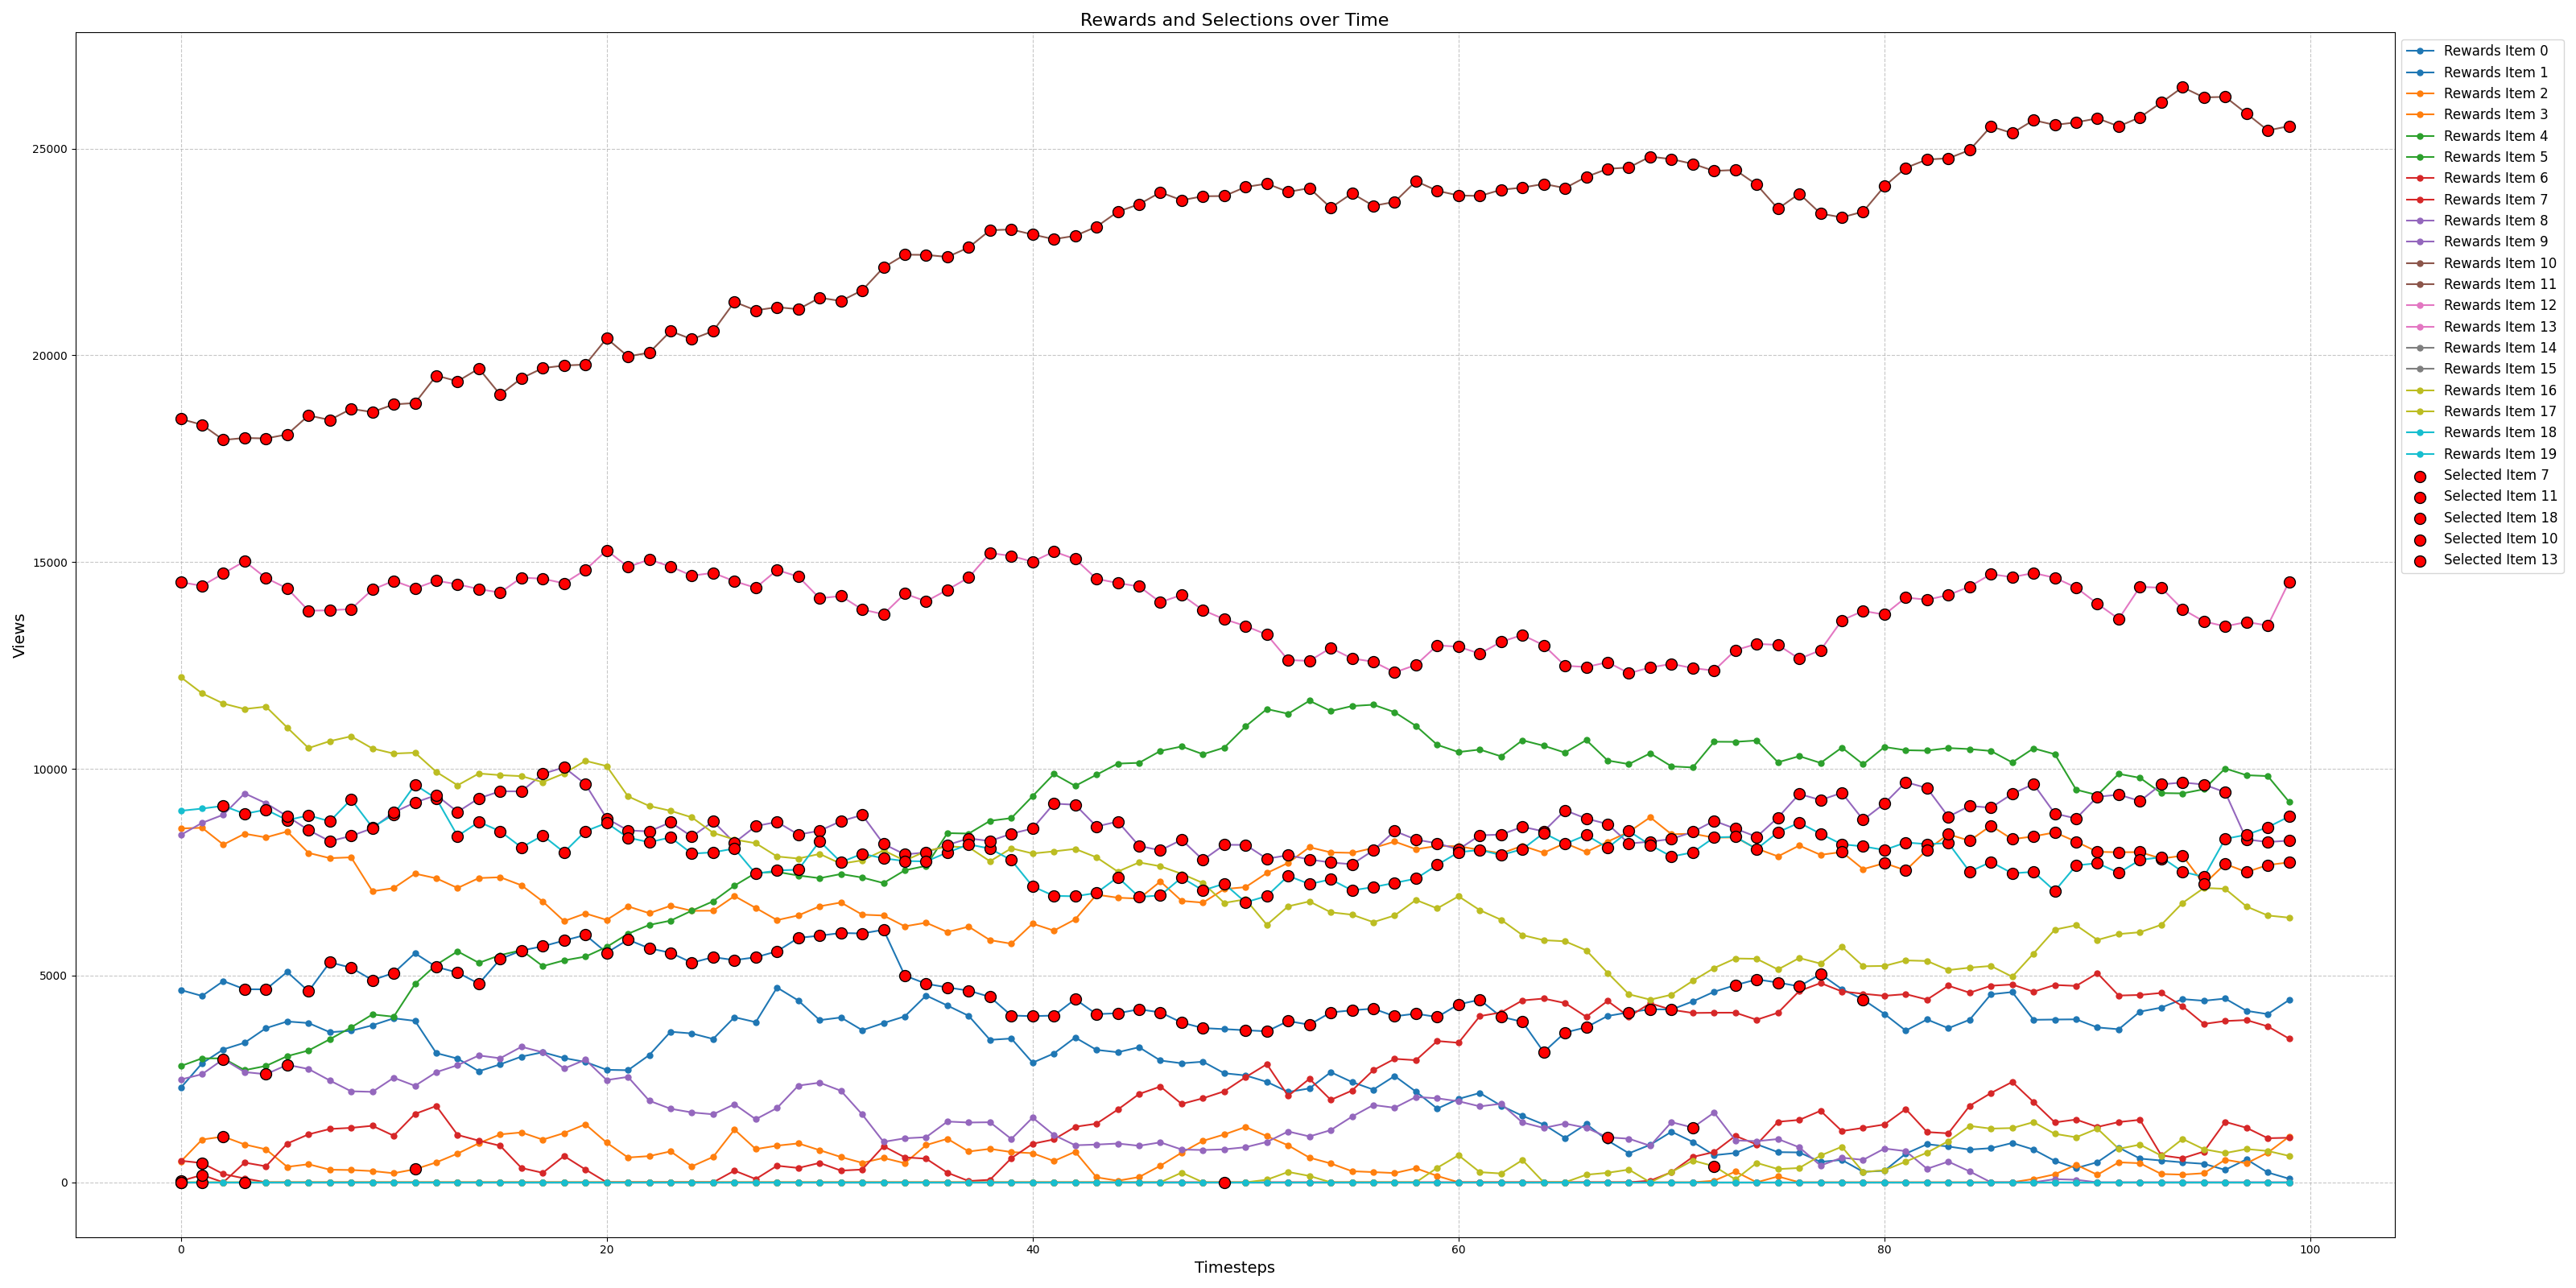 Rewards and Selections over Time
Views
25000
20000
15000
10000
5000
0
0
20
40
60
80
100
Timesteps
Rewards Item 0
Rewards Item 1
Rewards Item 2
Rewards Item 3
Rewards Item 4
Rewards Item 5
Rewards Item 6
Rewards Item 7
Rewards Item 8
Rewards Item 9
Rewards Item 10
Rewards Item 11
Rewards Item 12
Rewards Item 13
Rewards Item 14
Rewards Item 15
Rewards Item 16
Rewards Item 17
Rewards Item 18
Rewards Item 19
Selected Item 7
Selected Item 11
Selected Item 18
Selected Item 10
Selected Item 13